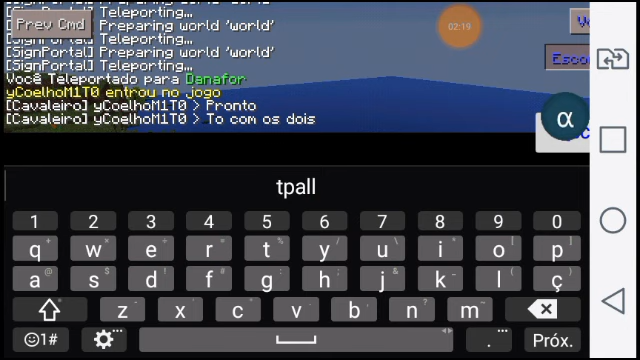 [SignPortal] Teleporting...
Prev Cmd
[SignPortal] Preparing world 'world'
[SignPortal] Teleporting...
[SignPortal] Preparing world 'world'
[SignPortal] Teleporting...
Você Teleportado para Danafor
yCoelhoM1T0 entrou no jogo
[Cavaleiro] yCoelhoM1T0 > Pronto
[Cavaleiro] yCoelhoM1T0 > To com os dois
02:19
Esco
α
tpall
1 2 3 4 5 6 7 8 9 0
q w e r t y u i o p
a s d f g h j k l ç
z x c v b n m
☺1# . Próx.